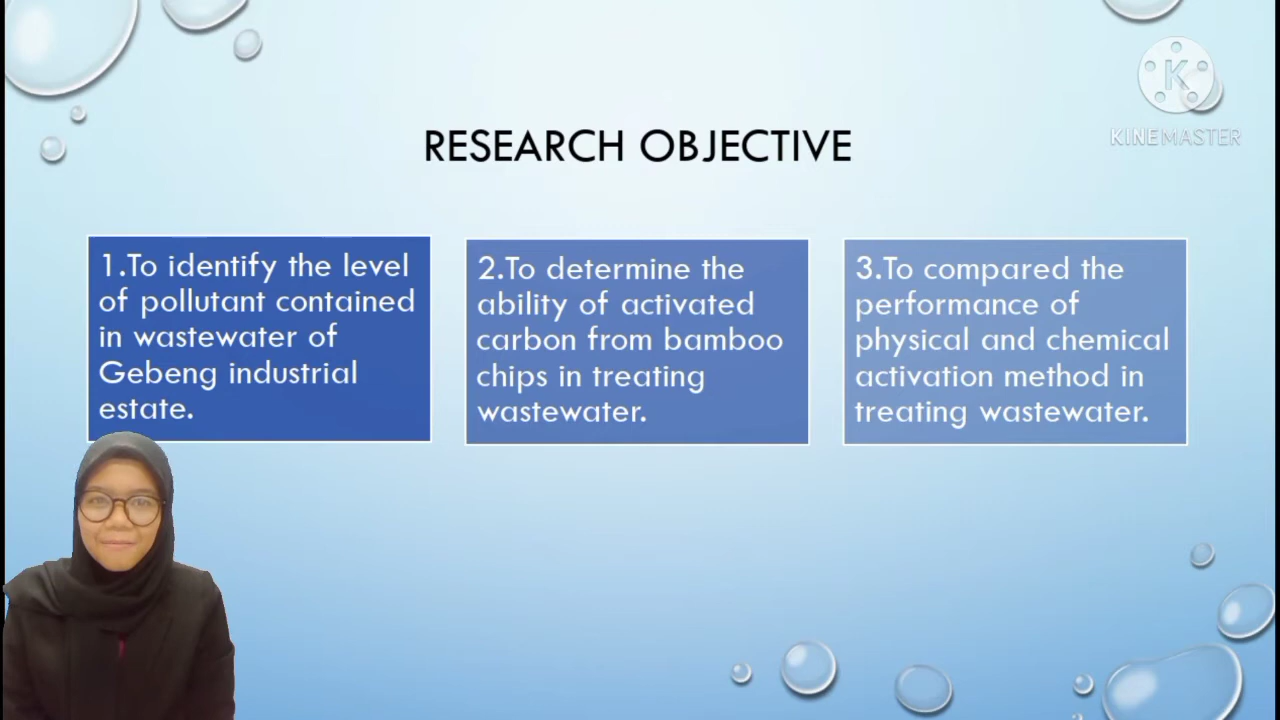 RESEARCH OBJECTIVE
1.To identify the level
of pollutant contained
in wastewater of
Gebeng industrial
estate.
2.To determine the
ability of activated
carbon from bamboo
chips in treating
wastewater.
3.To compared the
performance of
physical and chemical
activation method in
treating wastewater.
K
KINEMASTER